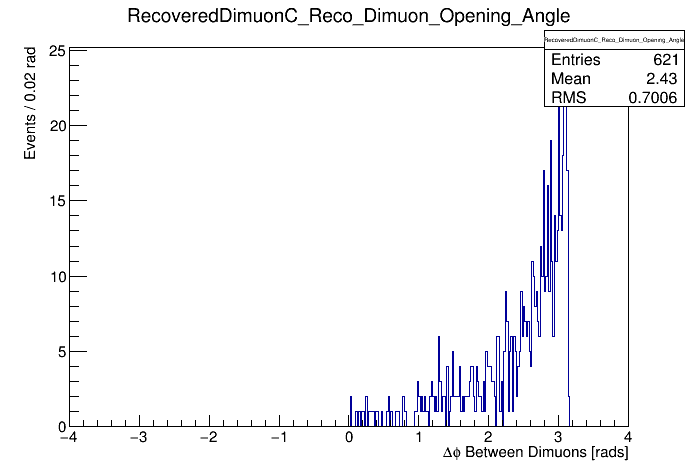 RecoveredDimuonC_Reco_Dimuon_Opening_Angle
RecoveredDimuonC_Reco_Dimuon_Opening_Angle
Entries 621
Mean 2.43
RMS 0.7006
Events / 0.02 rad
25
20
15
10
5
0
−4 −3 −2 −1 0 1 2 3 4
Δϕ Between Dimuons [rads]